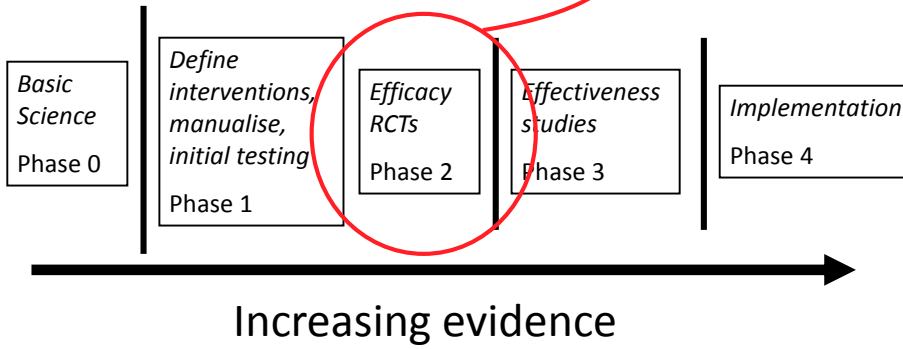 Basic
Science
Phase 0
Define
interventions,
manualise,
initial testing
Phase 1
Efficacy
RCTs
Phase 2
Effectiveness
studies
Phase 3
Implementation
Phase 4
Increasing evidence